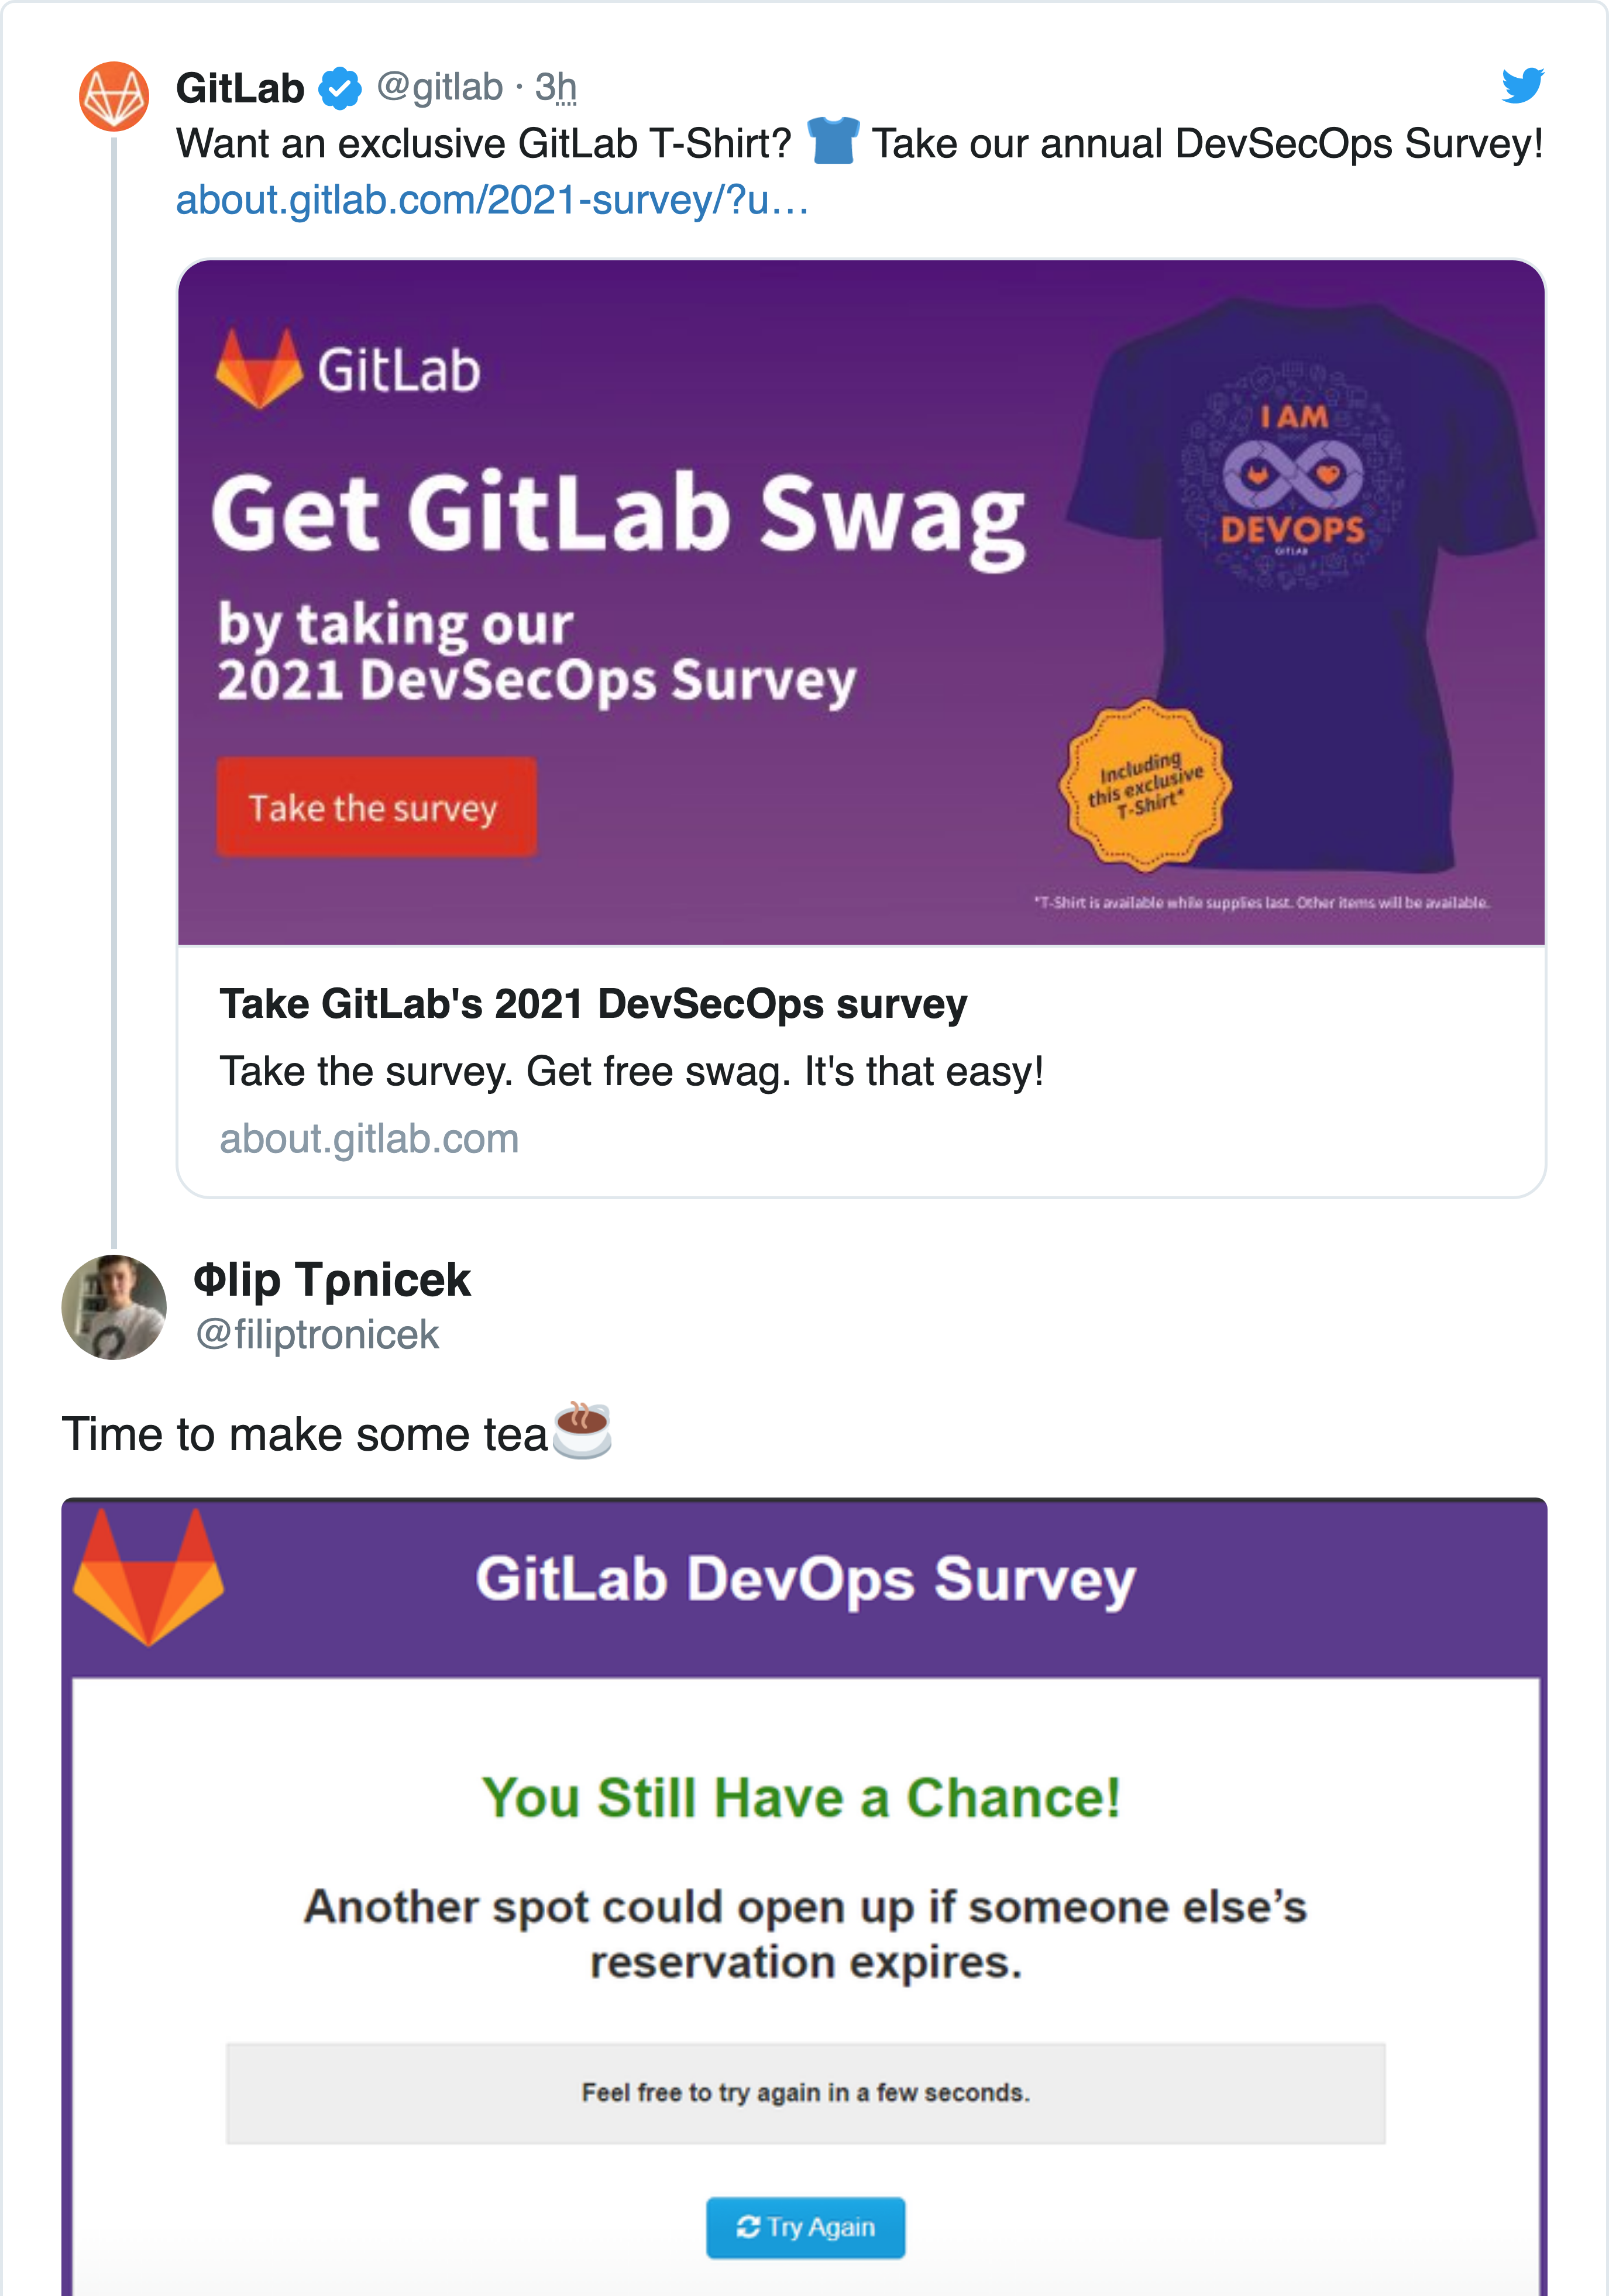 GitLab @gitlab · 3h
Want an exclusive GitLab T-Shirt? 👕 Take our annual DevSecOps Survey!
about.gitlab.com/2021-survey/?u…
GitLab
Get GitLab Swag
by taking our
2021 DevSecOps Survey
Take the survey
I AM
DEVOPS
GITLAB
Including
this exclusive
T-Shirt*
*T-Shirt is available while supplies last. Other items will be available.
Take GitLab's 2021 DevSecOps survey
Take the survey. Get free swag. It's that easy!
about.gitlab.com
Φlip Tρnicek
@filiptronicek
Time to make some tea☕
GitLab DevOps Survey
You Still Have a Chance!
Another spot could open up if someone else’s
reservation expires.
Feel free to try again in a few seconds.
Try Again